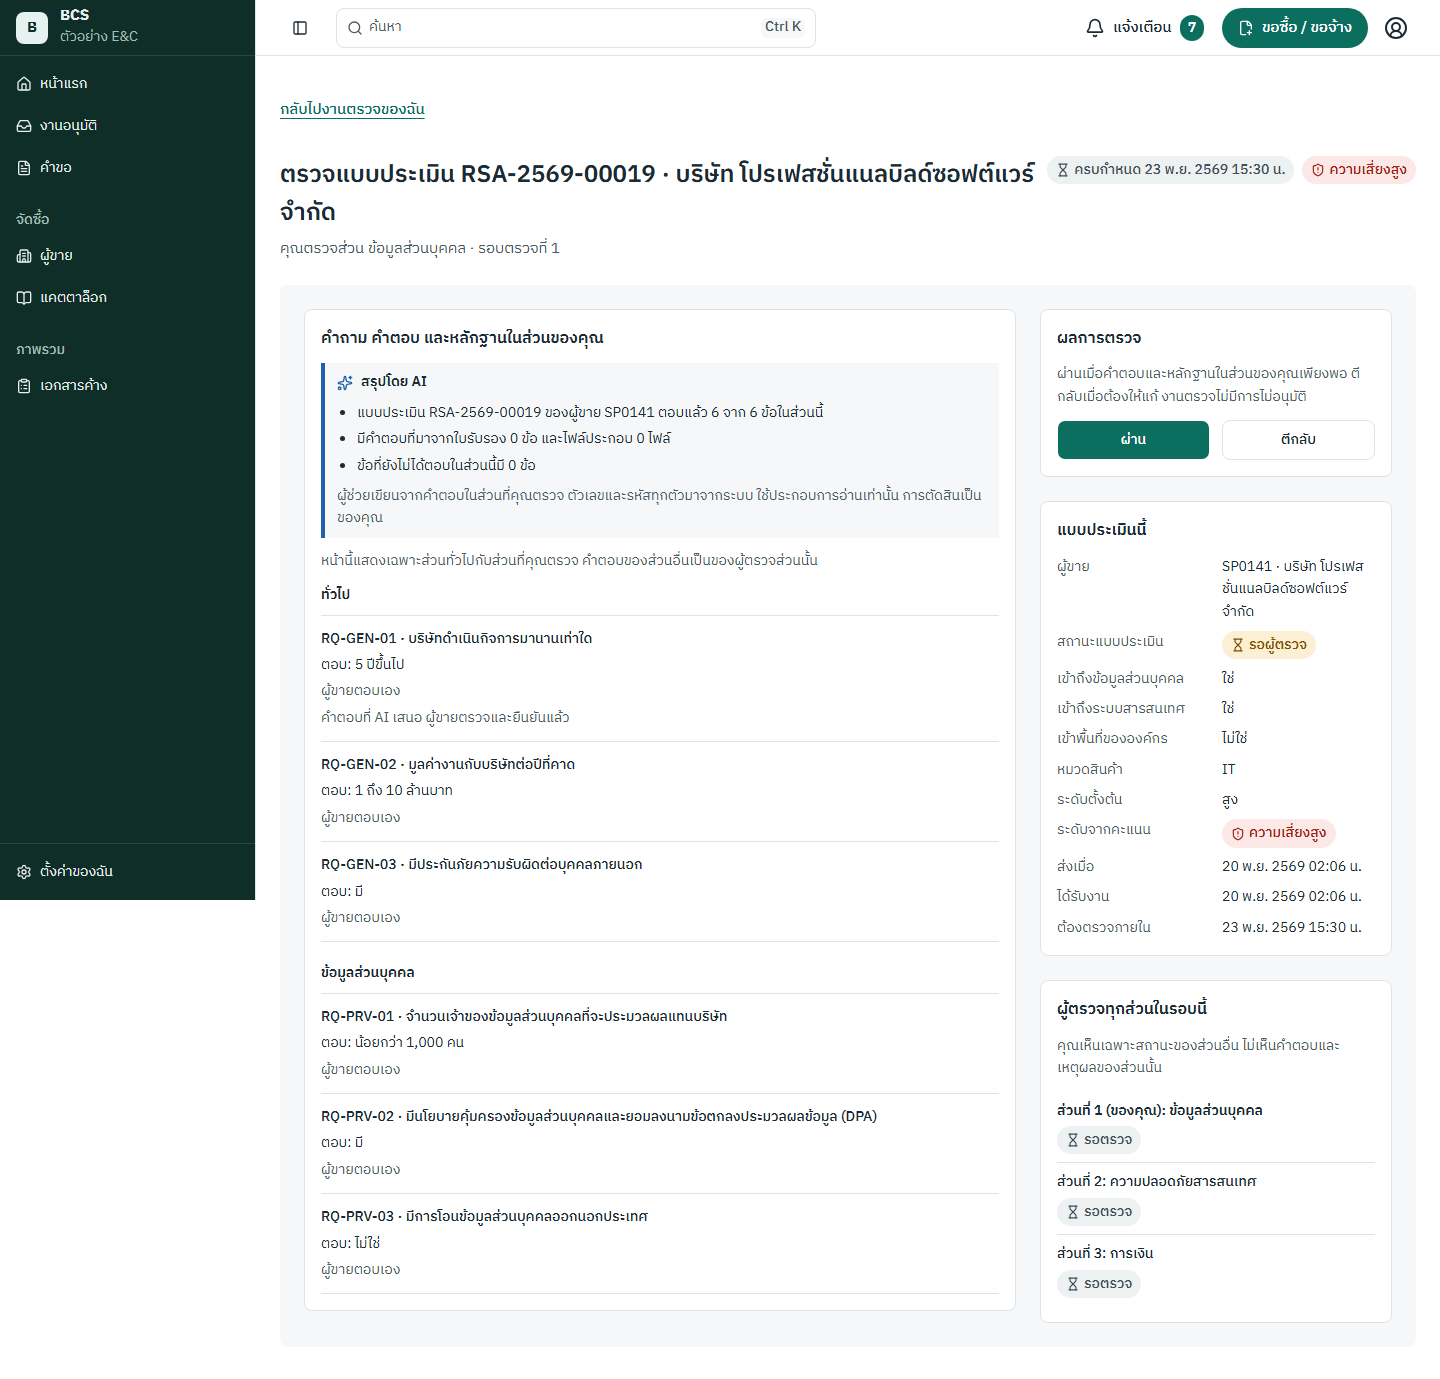 B
BCS
ตัวอย่าง E&C
หน้าแรก
งานอนุมัติ
คำขอ
จัดซื้อ
ผู้ขาย
แคตตาล็อก
ภาพรวม
เอกสารค้าง
ตั้งค่าของฉัน
ค้นหา
Ctrl K
แจ้งเตือน 7
ขอซื้อ / ขอจ้าง
กลับไปงานตรวจของฉัน
ตรวจแบบประเมิน RSA-2569-00019 · บริษัท โปรเฟสชั่นแนลบิลด์ซอฟต์แวร์
จำกัด
ครบกำหนด 23 พ.ย. 2569 15:30 น.
ความเสี่ยงสูง
คุณตรวจส่วน ข้อมูลส่วนบุคคล · รอบตรวจที่ 1
คำถาม คำตอบ และหลักฐานในส่วนของคุณ
สรุปโดย AI
แบบประเมิน RSA-2569-00019 ของผู้ขาย SP0141 ตอบแล้ว 6 จาก 6 ข้อในส่วนนี้
มีคำตอบที่มาจากใบรับรอง 0 ข้อ และไฟล์ประกอบ 0 ไฟล์
ข้อที่ยังไม่ได้ตอบในส่วนนี้มี 0 ข้อ
ผู้ช่วยเขียนจากคำตอบในส่วนที่คุณตรวจ ตัวเลขและรหัสทุกตัวมาจากระบบ ใช้ประกอบการอ่านเท่านั้น การตัดสินเป็น
ของคุณ
หน้านี้แสดงเฉพาะส่วนทั่วไปกับส่วนที่คุณตรวจ คำตอบของส่วนอื่นเป็นของผู้ตรวจส่วนนั้น
ทั่วไป
RQ-GEN-01 · บริษัทดำเนินกิจการมานานเท่าใด
ตอบ: 5 ปีขึ้นไป
ผู้ขายตอบเอง
คำตอบที่ AI เสนอ ผู้ขายตรวจและยืนยันแล้ว
RQ-GEN-02 · มูลค่างานกับบริษัทต่อปีที่คาด
ตอบ: 1 ถึง 10 ล้านบาท
ผู้ขายตอบเอง
RQ-GEN-03 · มีประกันภัยความรับผิดต่อบุคคลภายนอก
ตอบ: มี
ผู้ขายตอบเอง
ข้อมูลส่วนบุคคล
RQ-PRV-01 · จำนวนเจ้าของข้อมูลส่วนบุคคลที่จะประมวลผลแทนบริษัท
ตอบ: น้อยกว่า 1,000 คน
ผู้ขายตอบเอง
RQ-PRV-02 · มีนโยบายคุ้มครองข้อมูลส่วนบุคคลและยอมลงนามข้อตกลงประมวลผลข้อมูล (DPA)
ตอบ: มี
ผู้ขายตอบเอง
RQ-PRV-03 · มีการโอนข้อมูลส่วนบุคคลออกนอกประเทศ
ตอบ: ไม่ใช่
ผู้ขายตอบเอง
ผลการตรวจ
ผ่านเมื่อคำตอบและหลักฐานในส่วนของคุณเพียงพอ ตี
กลับเมื่อต้องให้แก้ งานตรวจไม่มีการไม่อนุมัติ
ผ่าน
ตีกลับ
แบบประเมินนี้
ผู้ขาย
SP0141 · บริษัท โปรเฟส
ชั่นแนลบิลด์ซอฟต์แวร์
จำกัด
สถานะแบบประเมิน
รอผู้ตรวจ
เข้าถึงข้อมูลส่วนบุคคล
ใช่
เข้าถึงระบบสารสนเทศ
ใช่
เข้าพื้นที่ขององค์กร
ไม่ใช่
หมวดสินค้า
IT
ระดับตั้งต้น
สูง
ระดับจากคะแนน
ความเสี่ยงสูง
ส่งเมื่อ
20 พ.ย. 2569 02:06 น.
ได้รับงาน
20 พ.ย. 2569 02:06 น.
ต้องตรวจภายใน
23 พ.ย. 2569 15:30 น.
ผู้ตรวจทุกส่วนในรอบนี้
คุณเห็นเฉพาะสถานะของส่วนอื่น ไม่เห็นคำตอบและ
เหตุผลของส่วนนั้น
ส่วนที่ 1 (ของคุณ): ข้อมูลส่วนบุคคล
รอตรวจ
ส่วนที่ 2: ความปลอดภัยสารสนเทศ
รอตรวจ
ส่วนที่ 3: การเงิน
รอตรวจ